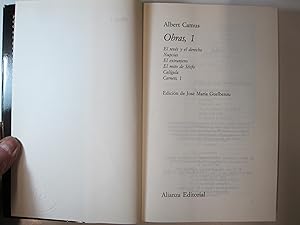 Albert Camus
Obras, 1
El revés y el derecho
Nupcias
El extranjero
El mito de Sísifo
Calígula
Carnets, 1
Edición de José María Guelbenzu
Alianza Editorial